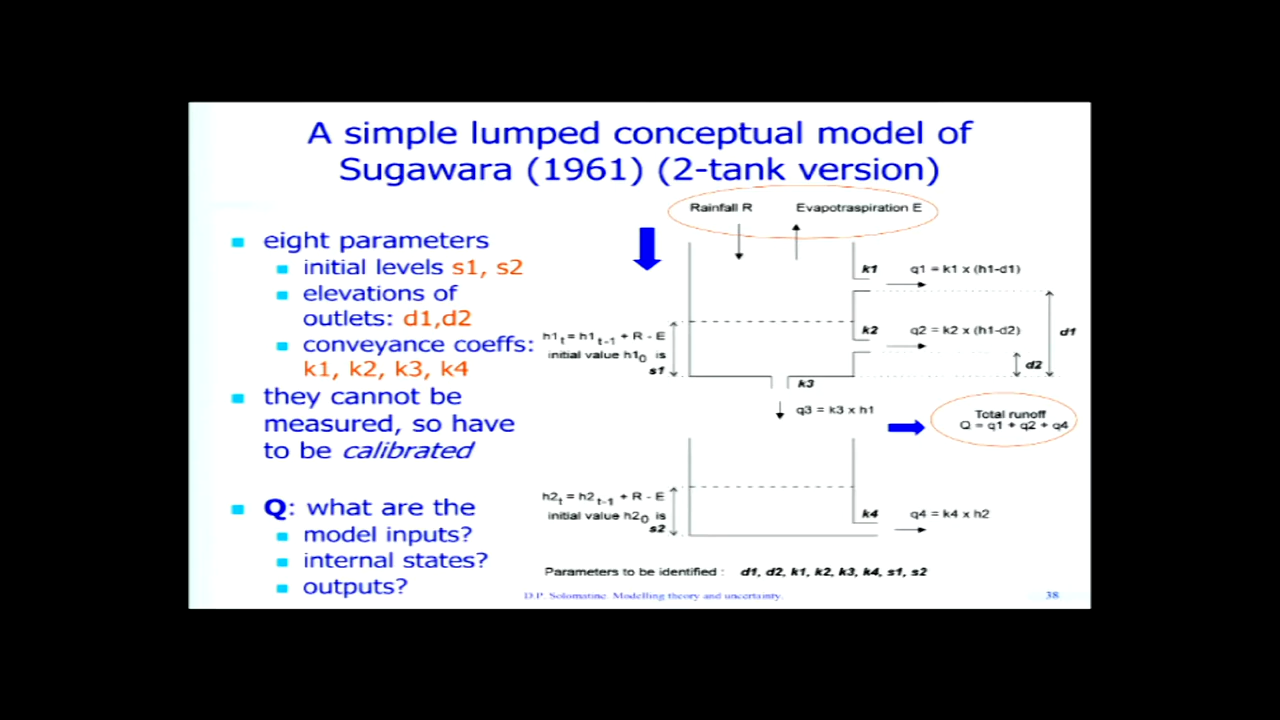 A simple lumped conceptual model of
Sugawara (1961) (2-tank version)
eight parameters
initial levels s1, s2
elevations of
outlets: d1,d2
conveyance coeffs:
k1, k2, k3, k4
they cannot be
measured, so have
to be calibrated
Q: what are the
model inputs?
internal states?
outputs?
Rainfall R
Evapotraspiration E
k1
q1 = k1 x (h1-d1)
k2
q2 = k2 x (h1-d2)
d1
d2
h1t = h1t-1 + R - E
initial value h10 is
s1
k3
q3 = k3 x h1
Total runoff
Q = q1 + q2 + q4
h2t = h2t-1 + R - E
initial value h20 is
s2
k4
q4 = k4 x h2
Parameters to be identified : d1, d2, k1, k2, k3, k4, s1, s2
D.P. Solomatine. Modelling theory and uncertainty.
38